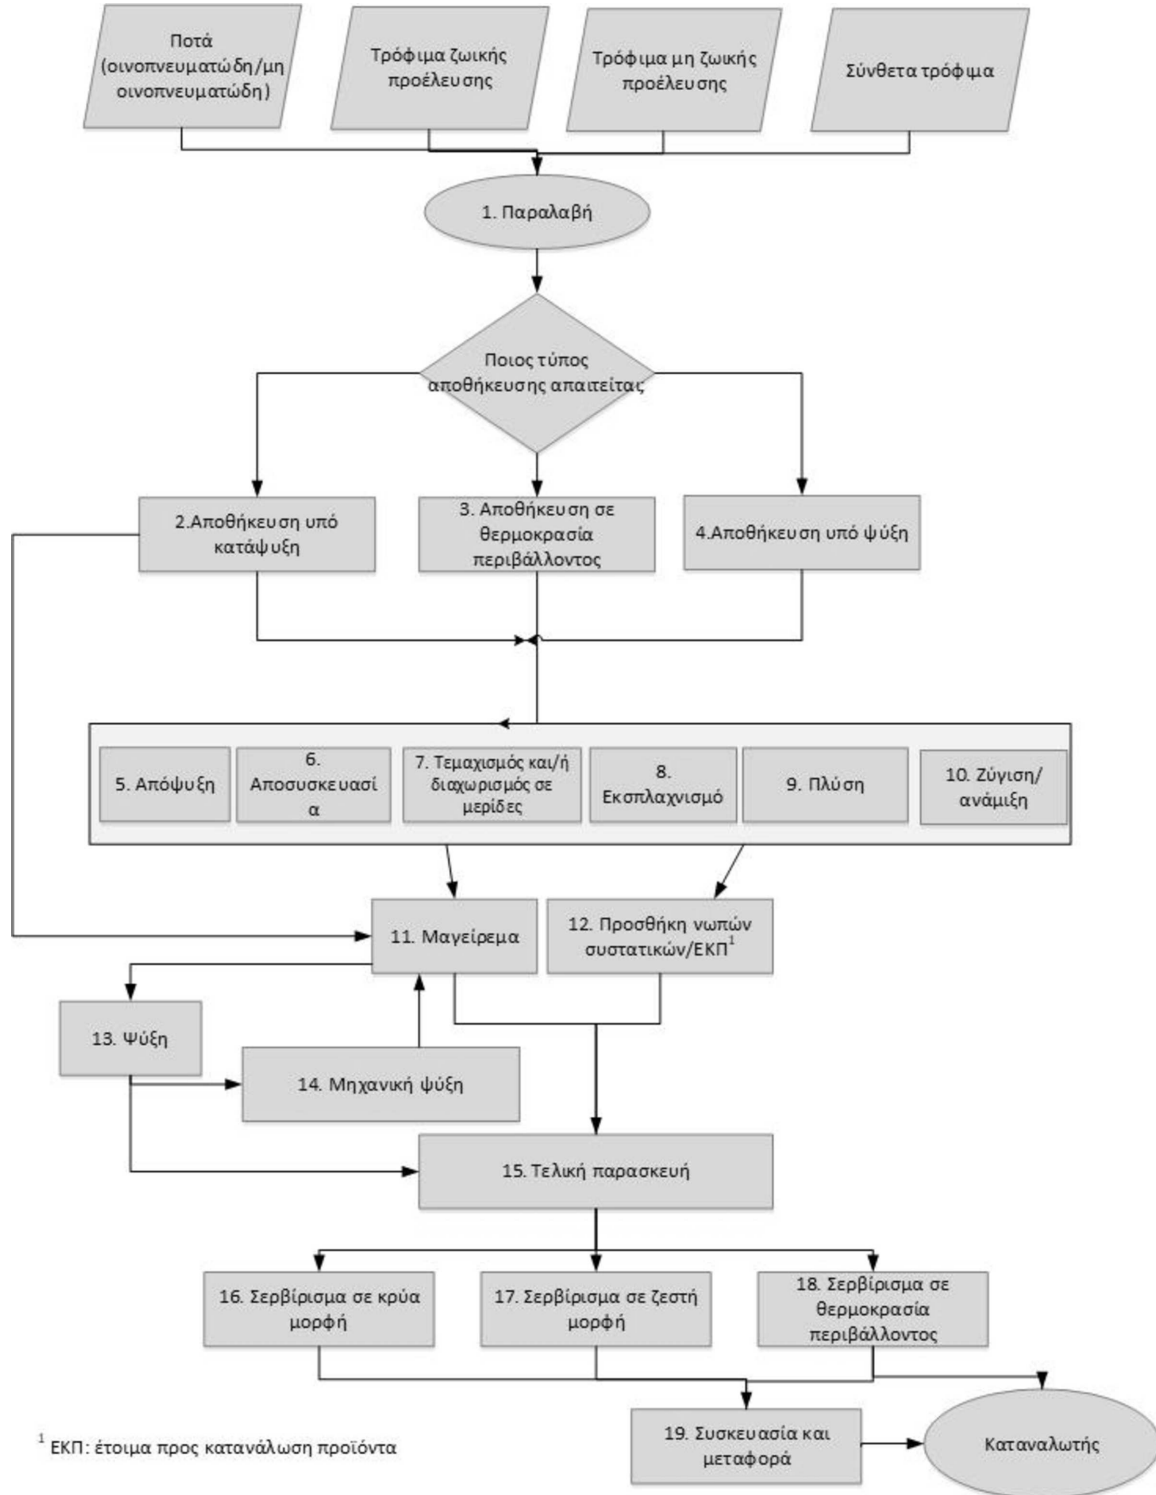 Ποτά
(οινοπνευματώδη/μη
οινοπνευματώδη)
Τρόφιμα ζωικής
προέλευσης
Τρόφιμα μη ζωικής
προέλευσης
Σύνθετα τρόφιμα
1. Παραλαβή
Ποιος τύπος
αποθήκευσης απαιτείται;
2.Αποθήκευση υπό
κατάψυξη
3. Αποθήκευση σε
θερμοκρασία
περιβάλλοντος
4.Αποθήκευση υπό ψύξη
5. Απόψυξη
6.
Αποσυσκευασί
α
7. Τεμαχισμός και/ή
διαχωρισμός σε
μερίδες
8.
Εκσπλαχνισμό
9. Πλύση
10. Ζύγιση/
ανάμιξη
11. Μαγείρεμα
12. Προσθήκη νωπών
συστατικών/ΕΚΠ¹
13. Ψύξη
14. Μηχανική ψύξη
15. Τελική παρασκευή
16. Σερβίρισμα σε κρύα
μορφή
17. Σερβίρισμα σε ζεστή
μορφή
18. Σερβίρισμα σε
θερμοκρασία
περιβάλλοντος
19. Συσκευασία και
μεταφορά
Καταναλωτής
¹ ΕΚΠ: έτοιμα προς κατανάλωση προϊόντα